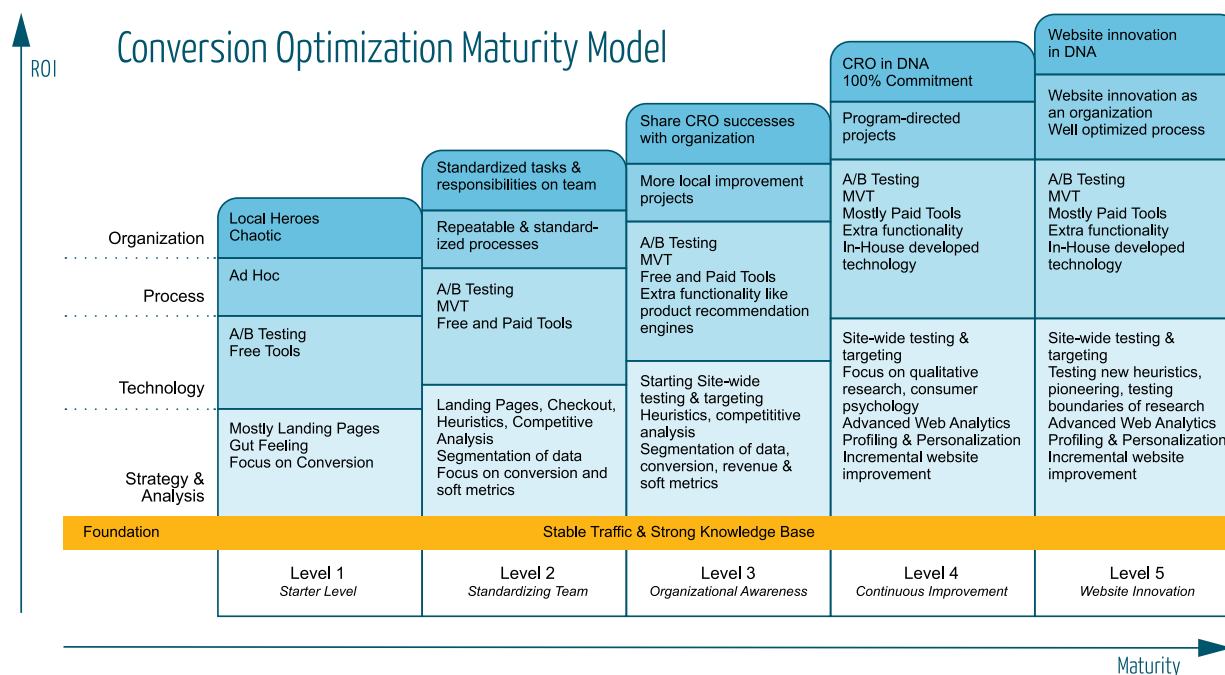 Conversion Optimization Maturity Model
ROI
Organization
Process
Technology
Strategy &
Analysis
Local Heroes
Chaotic
Ad Hoc
A/B Testing
Free Tools
Mostly Landing Pages
Gut Feeling
Focus on Conversion
Standardized tasks &
responsibilities on team
Repeatable & standard-
ized processes
A/B Testing
MVT
Free and Paid Tools
Landing Pages, Checkout,
Heuristics, Competitive
Analysis
Segmentation of data
Focus on conversion and
soft metrics
Share CRO successes
with organization
More local improvement
projects
A/B Testing
MVT
Free and Paid Tools
Extra functionality like
product recommendation
engines
Starting Site-wide
testing & targeting
Heuristics, competititive
analysis
Segmentation of data,
conversion, revenue &
soft metrics
CRO in DNA
100% Commitment
Program-directed
projects
A/B Testing
MVT
Mostly Paid Tools
Extra functionality
In-House developed
technology
Site-wide testing &
targeting
Focus on qualitative
research, consumer
psychology
Advanced Web Analytics
Profiling & Personalization
Incremental website
improvement
Website innovation
in DNA
Website innovation as
an organization
Well optimized process
A/B Testing
MVT
Mostly Paid Tools
Extra functionality
In-House developed
technology
Site-wide testing &
targeting
Testing new heuristics,
pioneering, testing
boundaries of research
Advanced Web Analytics
Profiling & Personalization
Incremental website
improvement
Foundation
Stable Traffic & Strong Knowledge Base
Level 1
Starter Level
Level 2
Standardizing Team
Level 3
Organizational Awareness
Level 4
Continuous Improvement
Level 5
Website Innovation
Maturity